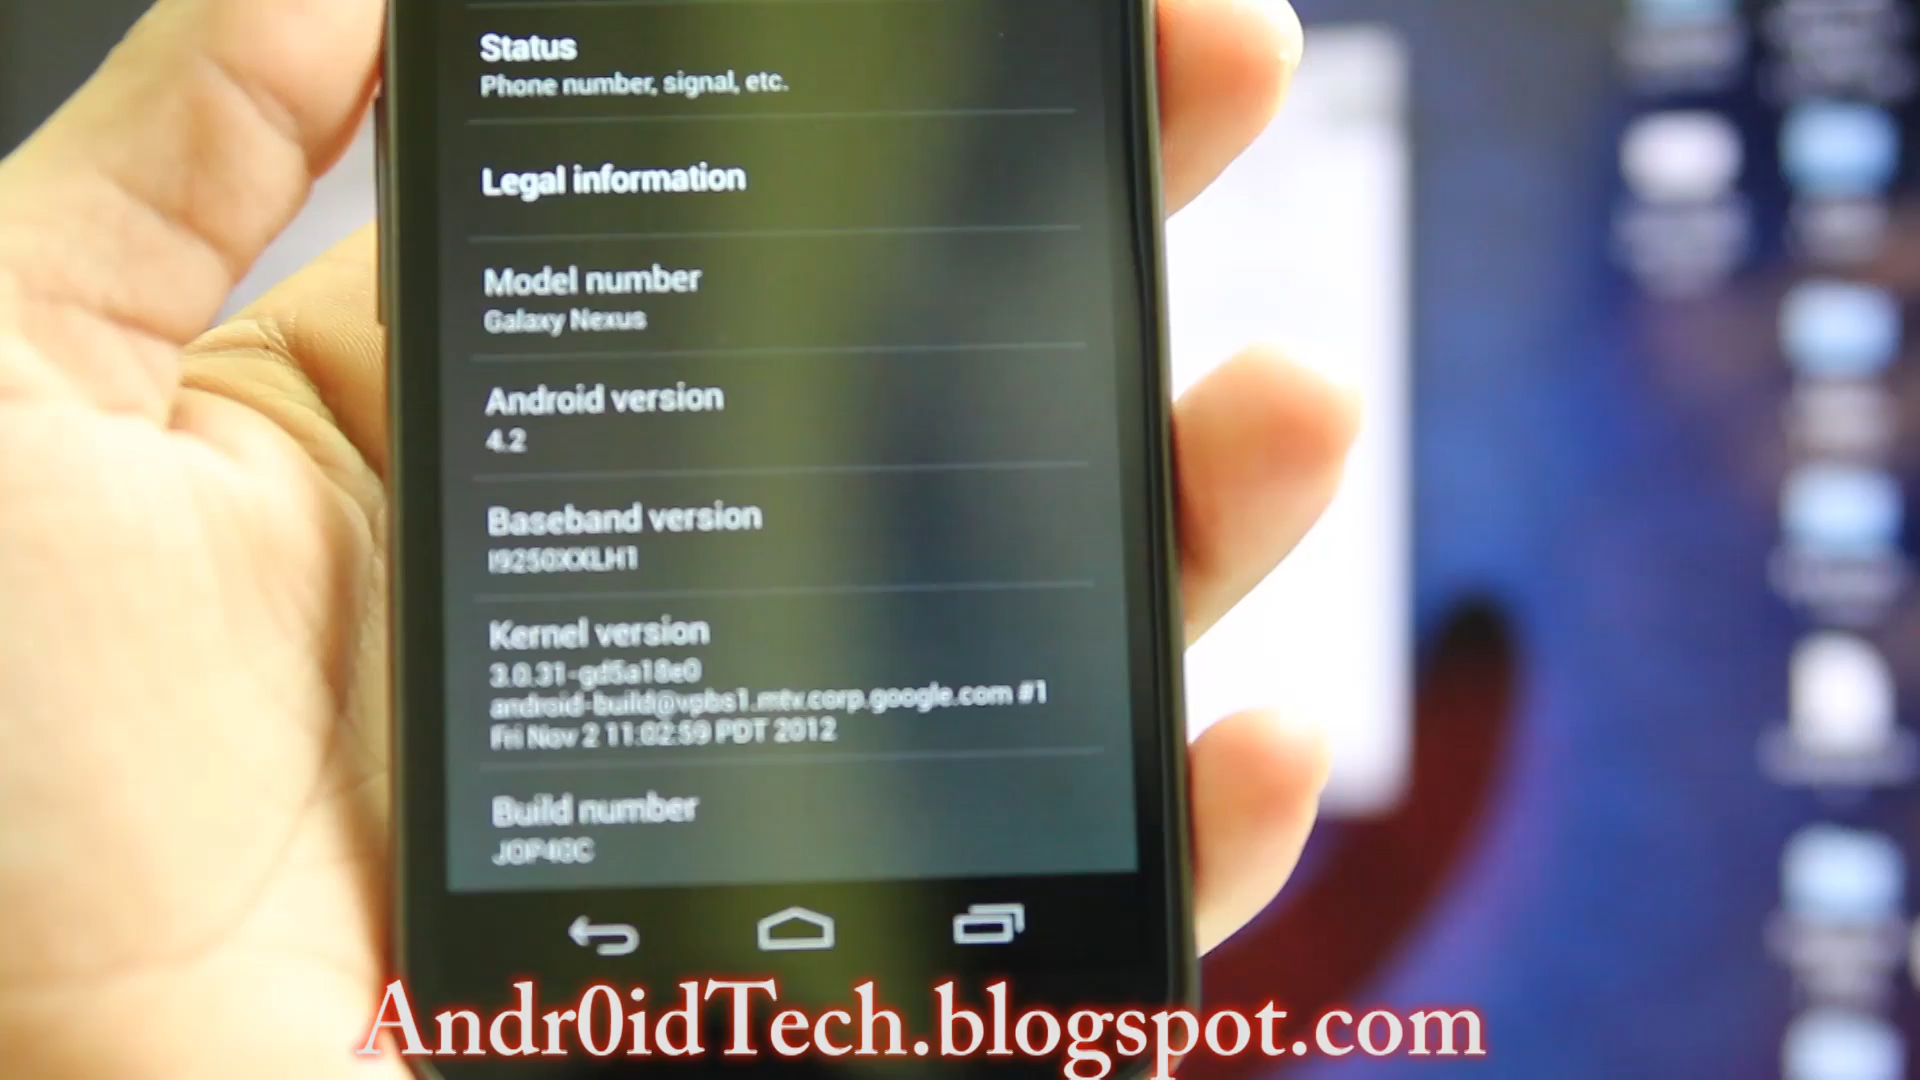 Status
Phone number, signal, etc.
Legal information
Model number
Galaxy Nexus
Android version
4.2
Baseband version
I9250XXLH1
Kernel version
3.0.31-gd5a18e0
android-build@vpbs1.mtv.corp.google.com #1
Fri Nov 2 11:02:59 PDT 2012
Build number
JOP40C
Andr0idTech.blogspot.com